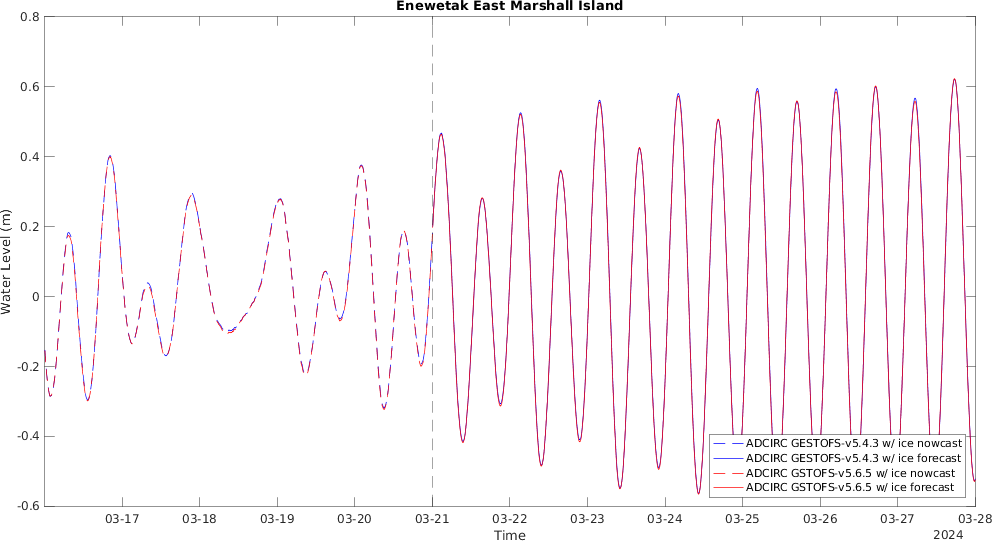 Enewetak East Marshall Island
0.8
0.6
0.4
0.2
0
-0.2
-0.4
-0.6
Water Level (m)
ADCIRC GESTOFS-v5.4.3 w/ ice nowcast
ADCIRC GESTOFS-v5.4.3 w/ ice forecast
ADCIRC GSTOFS-v5.6.5 w/ ice nowcast
ADCIRC GSTOFS-v5.6.5 w/ ice forecast
03-17 03-18 03-19 03-20 03-21 03-22 03-23 03-24 03-25 03-26 03-27 03-28
Time
2024